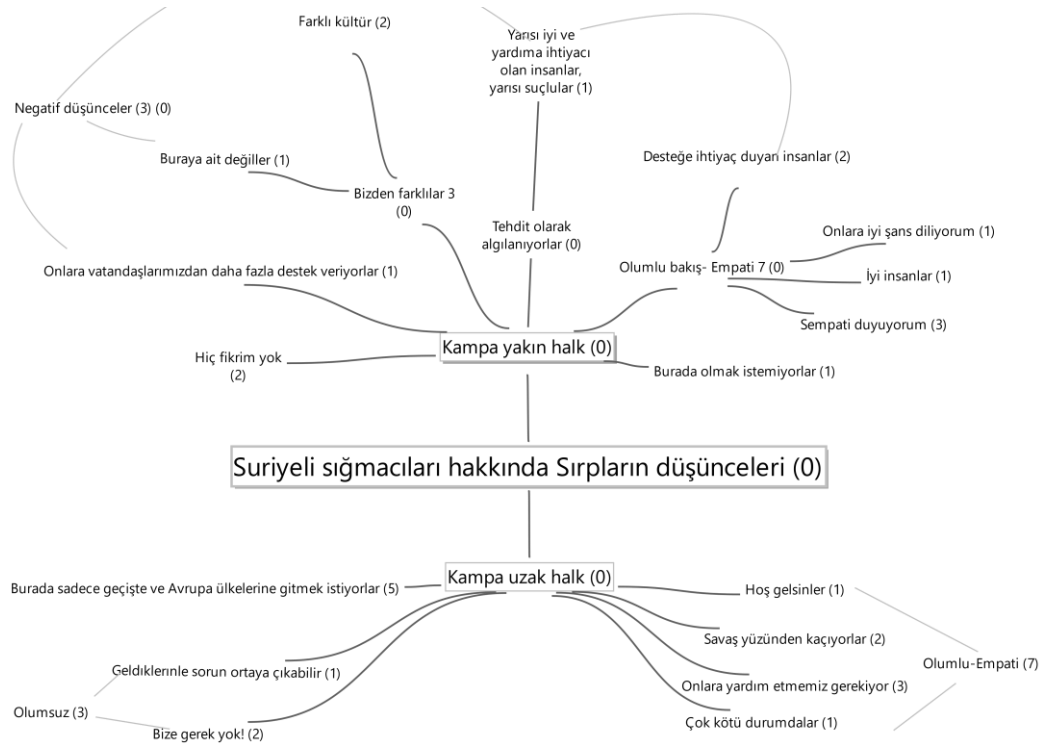 Farklı kültür (2)
Yarısı iyi ve
yardıma ihtiyacı
olan insanlar,
yarısı suçlular (1)
Negatif düşünceler (3) (0)
Buraya ait değiller (1)
Desteğe ihtiyaç duyan insanlar (2)
Bizden farklılar 3
(0)
Tehdit olarak
algılanıyorlar (0)
Onlara iyi şans diliyorum (1)
Onlara vatandaşlarımızdan daha fazla destek veriyorlar (1)
Olumlu bakış- Empati 7 (0)
İyi insanlar (1)
Sempati duyuyorum (3)
Kampa yakın halk (0)
Hiç fikrim yok
(2)
Burada olmak istemiyorlar (1)
Suriyeli sığmacıları hakkında Sırpların düşünceleri (0)
Kampa uzak halk (0)
Burada sadece geçişte ve Avrupa ülkelerine gitmek istiyorlar (5)
Hoş gelsinler (1)
Savaş yüzünden kaçıyorlar (2)
Geldiklerinle sorun ortaya çıkabilir (1)
Olumlu-Empati (7)
Onlara yardım etmemiz gerekiyor (3)
Olumsuz (3)
Bize gerek yok! (2)
Çok kötü durumdalar (1)